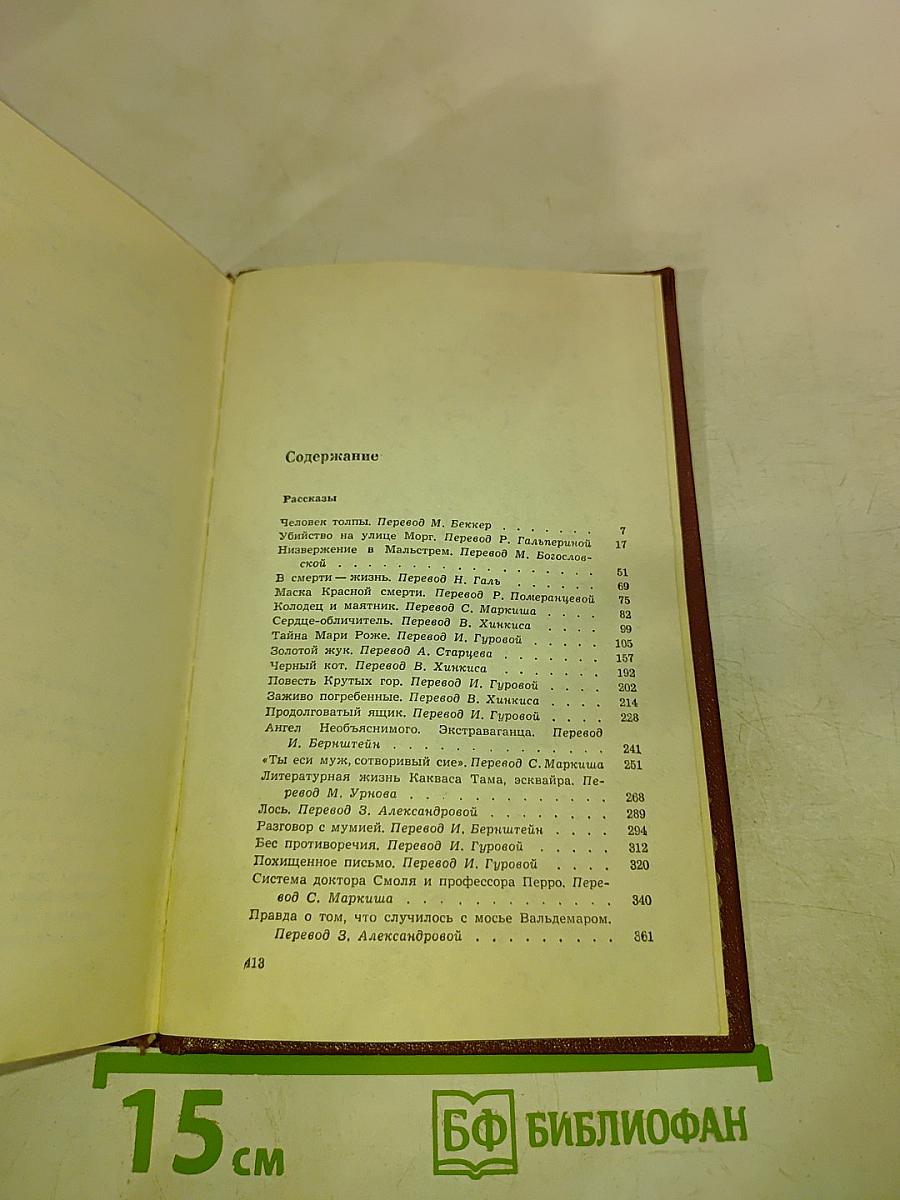 Содержание
Рассказы
Человек толпы. Перевод М. Беккер . . . . . . . 7
Убийство на улице Морг. Перевод Р. Гальпериной 17
Низвержение в Мальстрем. Перевод М. Богослов-
ской . . . . . . . . . . . . . . . . . . 51
В смерти — жизнь. Перевод Н. Галь . . . . . . 69
Маска Красной смерти. Перевод Р. Померанцевой 75
Колодец и маятник. Перевод С. Маркиша . . . . 82
Сердце-обличитель. Перевод В. Хинкиса . . . . 99
Тайна Мари Роже. Перевод И. Гуровой . . . . . 105
Золотой жук. Перевод А. Старцева . . . . . . . 157
Черный кот. Перевод В. Хинкиса . . . . . . . 192
Повесть Крутых гор. Перевод И. Гуровой . . . . 202
Заживо погребенные. Перевод В. Хинкиса . . . . 214
Продолговатый ящик. Перевод И. Гуровой . . . . 228
Ангел Необъяснимого. Экстраваганца. Перевод
И. Бернштейн . . . . . . . . . . . . . . 241
«Ты еси муж, сотворивый сие». Перевод С. Маркиша 251
Литературная жизнь Какваса Тама, эсквайра. Пе-
ревод М. Урнова . . . . . . . . . . . . . 268
Лось. Перевод З. Александровой . . . . . . . . 289
Разговор с мумией. Перевод И. Бернштейн . . . . 294
Бес противоречия. Перевод И. Гуровой . . . . . 312
Похищенное письмо. Перевод И. Гуровой . . . . 320
Система доктора Смоля и профессора Перро. Пере-
вод С. Маркиша . . . . . . . . . . . . . 340
Правда о том, что случилось с мосье Вальдемаром.
Перевод З. Александровой . . . . . . . . . 361
413
15 см
БФ БИБЛИОФАН